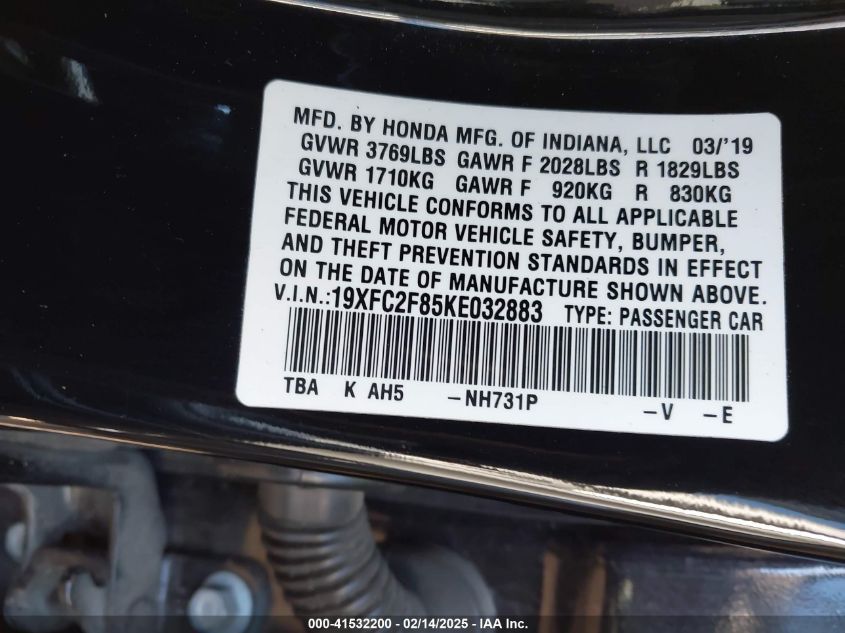 MFD. BY HONDA MFG. OF INDIANA, LLC 03/'19
GVWR 3769LBS GAWR F 2028LBS R 1829LBS
GVWR 1710KG GAWR F 920KG R 830KG
THIS VEHICLE CONFORMS TO ALL APPLICABLE
FEDERAL MOTOR VEHICLE SAFETY, BUMPER,
AND THEFT PREVENTION STANDARDS IN EFFECT
ON THE DATE OF MANUFACTURE SHOWN ABOVE.
V.I.N.:19XFC2F85KE032883 TYPE: PASSENGER CAR
TBA K AH5 –NH731P –V –E
000-41532200 - 02/14/2025 - IAA Inc.